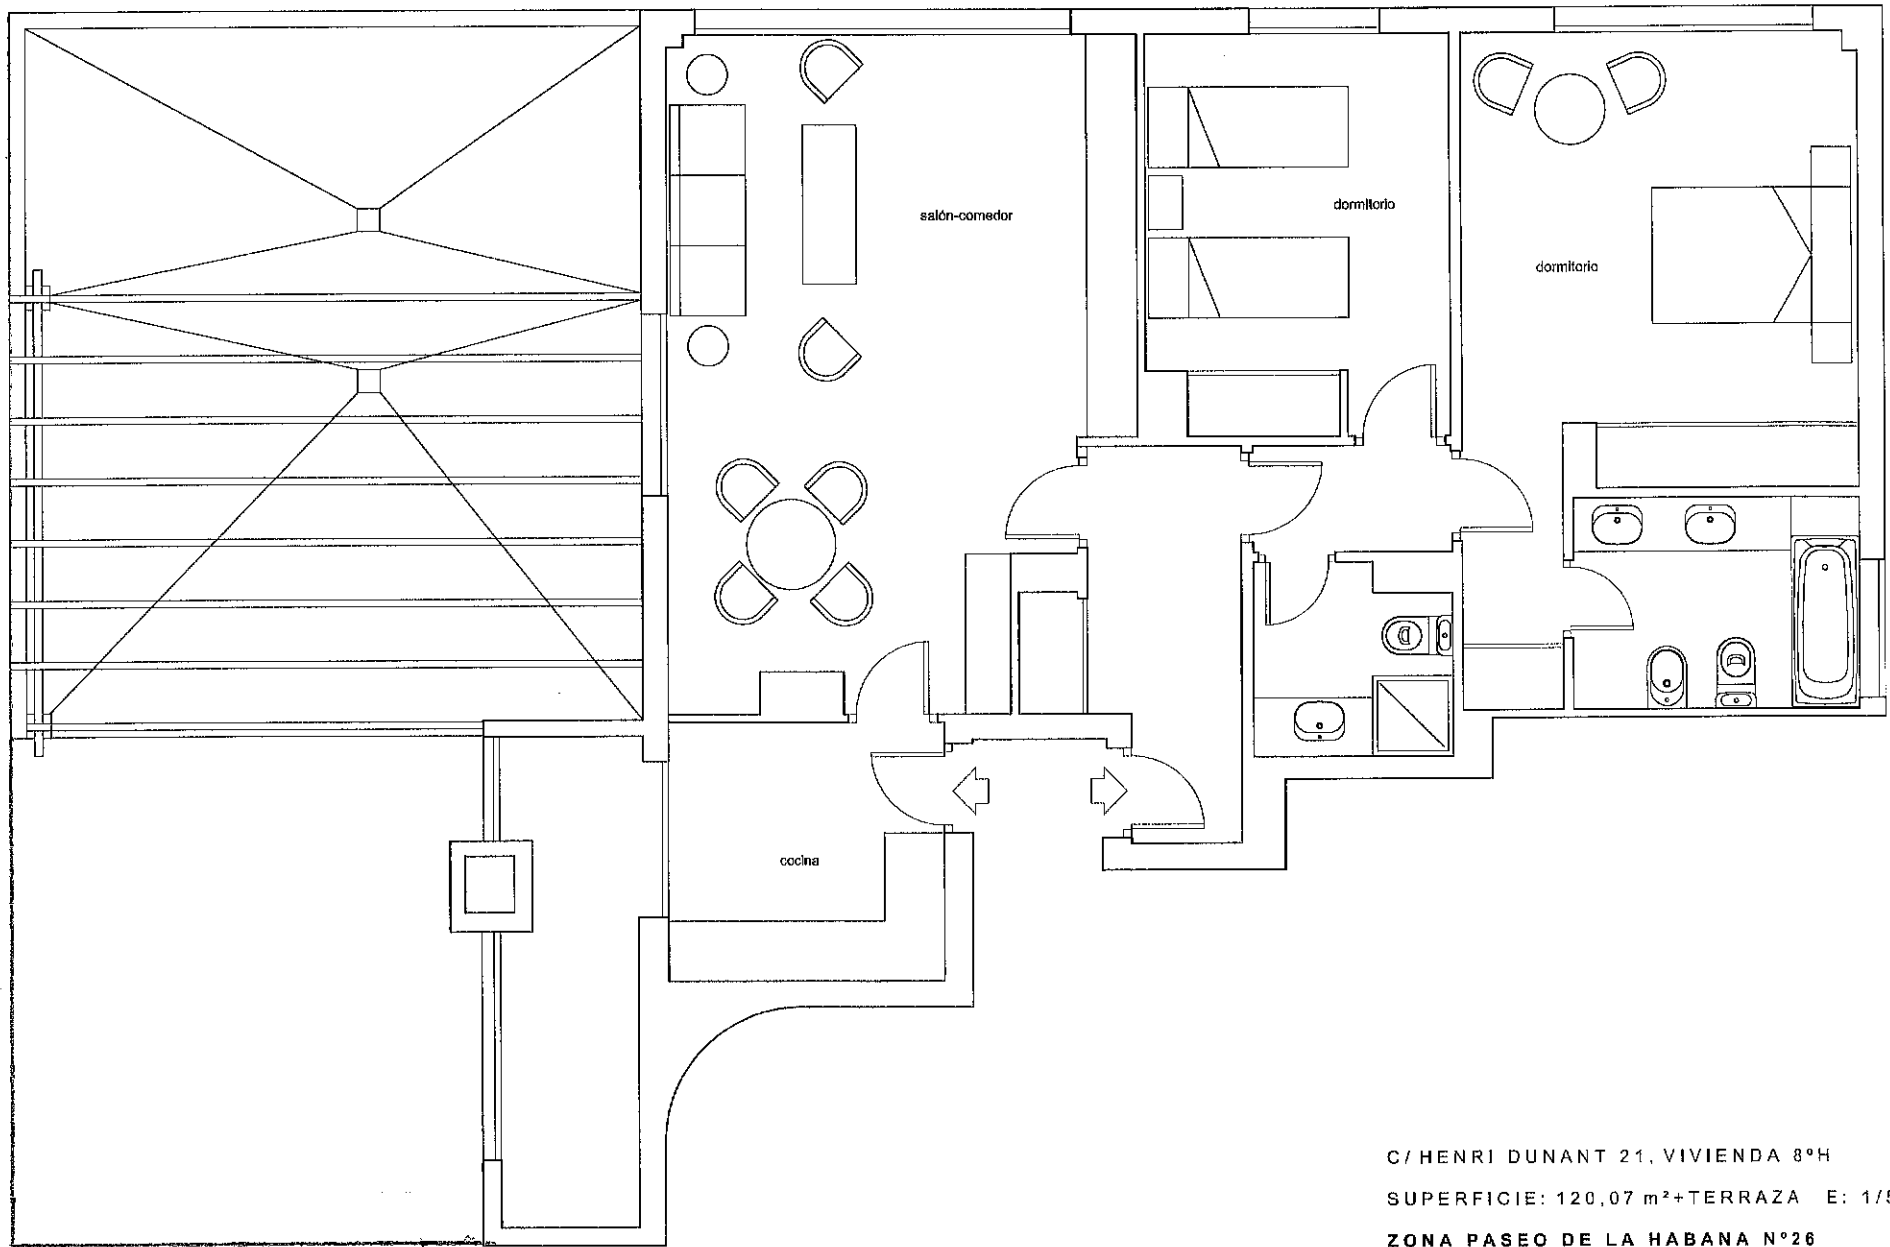 salón-comedor
dormitorio
dormitorio
cocina
C/HENRI DUNANT 21, VIVIENDA 8ºH
SUPERFICIE: 120,07 m²+TERRAZA E:
ZONA PASEO DE LA HABANA Nº26